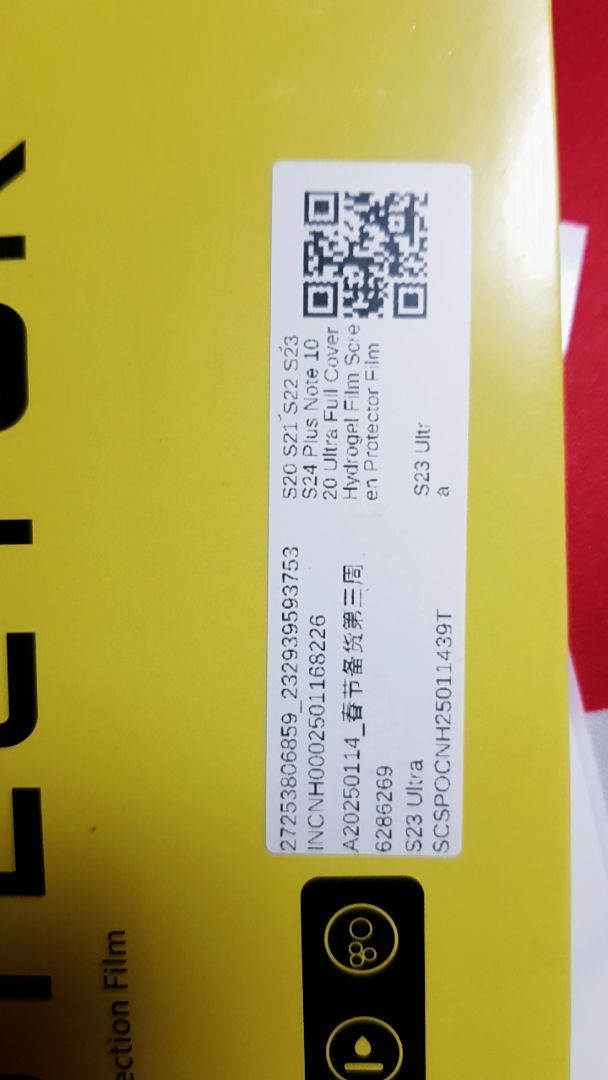 27253806859_232939593753
INCNH0002501168226
A20250114_春节备货第三周
6286269
S23 Ultra
SCSPOCNH25011439T
S20 S21 S22 S23
S24 Plus Note 10
20 Ultra Full Cover
Hydrogel Film Scre
en Protector Film
S23 Ultr
a
ection Film